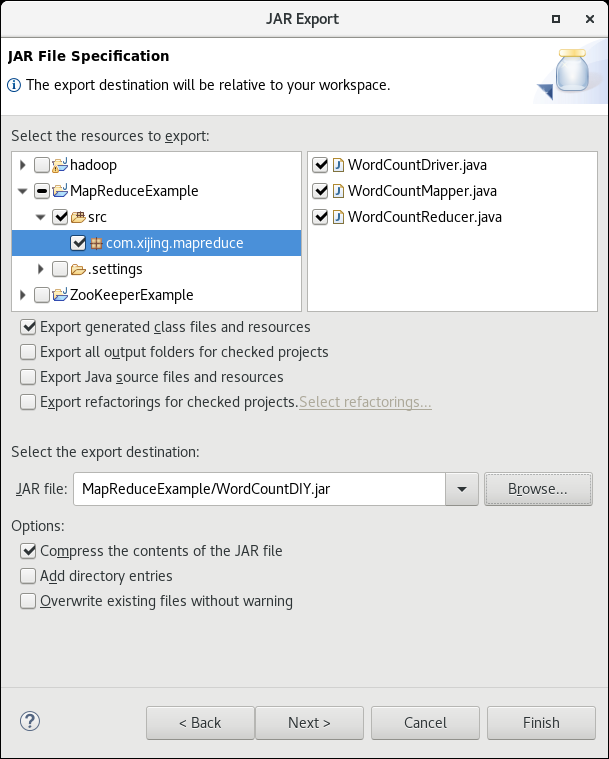 JAR Export
JAR File Specification
The export destination will be relative to your workspace.
Select the resources to export:
hadoop
MapReduceExample
src
com.xijing.mapreduce
.settings
ZooKeeperExample
WordCountDriver.java
WordCountMapper.java
WordCountReducer.java
Export generated class files and resources
Export all output folders for checked projects
Export Java source files and resources
Export refactorings for checked projects. Select refactorings...
Select the export destination:
JAR file: MapReduceExample/WordCountDIY.jar Browse...
Options:
Compress the contents of the JAR file
Add directory entries
Overwrite existing files without warning
? < Back Next > Cancel Finish